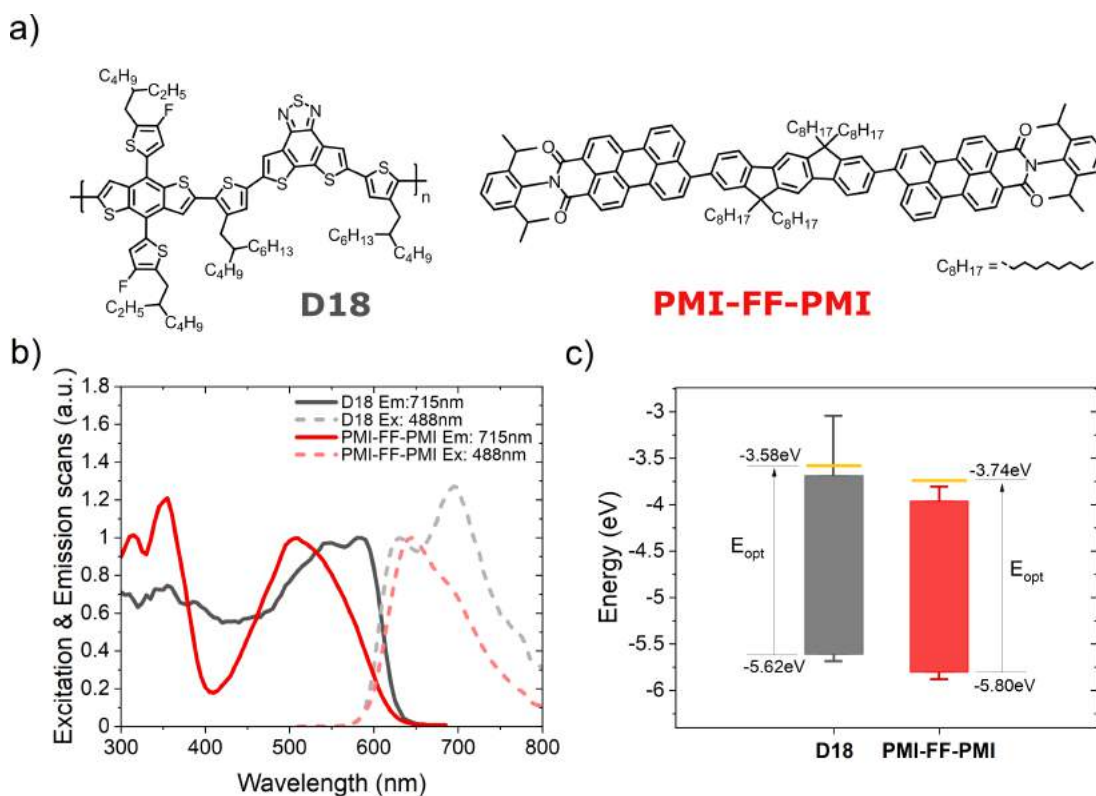 a)
C4H9
C2H5
F
S
N
S
N
S
S
S
S
S
S
n
S
F
C2H5
C4H9
C6H13
C4H9
C6H13
C4H9
D18
O
N
O
C8H17
C8H17
C8H17
C8H17
O
N
O
C8H17 =
PMI-FF-PMI
b)
Excitation & Emission scans (a.u.)
1.8
1.6
1.4
1.2
1.0
0.8
0.6
0.4
0.2
0
300 400 500 600 700 800
Wavelength (nm)
D18 Em:715nm
D18 Ex: 488nm
PMI-FF-PMI Em: 715nm
PMI-FF-PMI Ex: 488nm
c)
Energy (eV)
-3
-3.5
-4
-4.5
-5
-5.5
-6
-3.58eV
-3.74eV
Eopt
Eopt
-5.62eV
-5.80eV
D18 PMI-FF-PMI